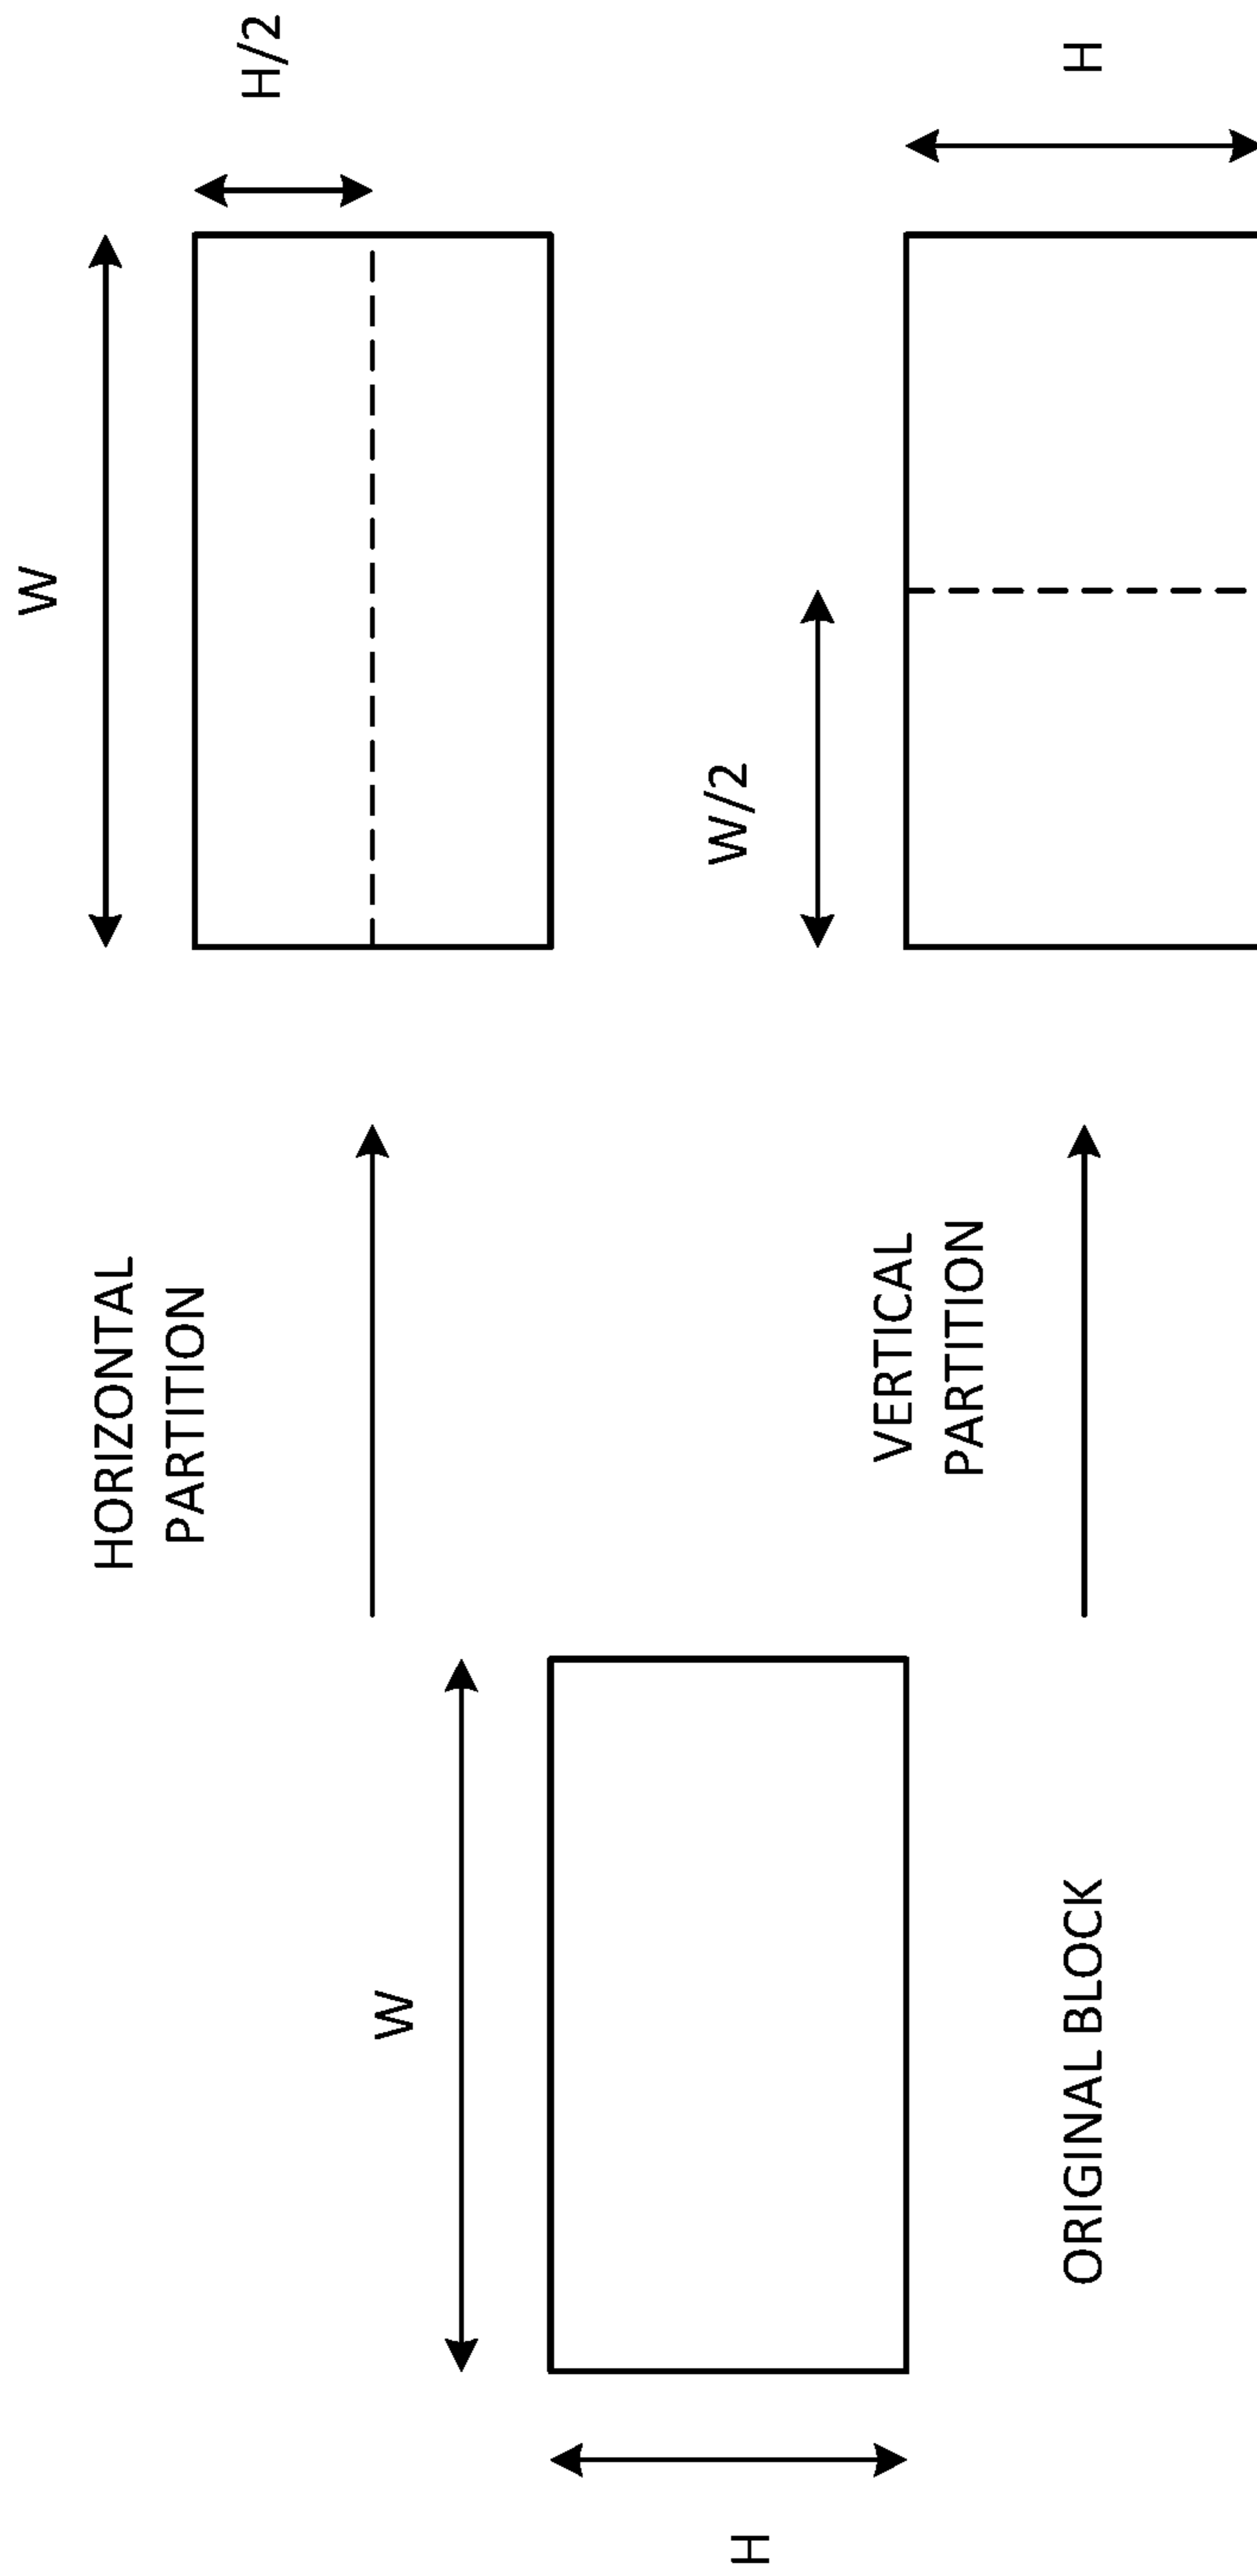 W
H
ORIGINAL BLOCK
HORIZONTAL
PARTITION
W
H/2
VERTICAL
PARTITION
W/2
H